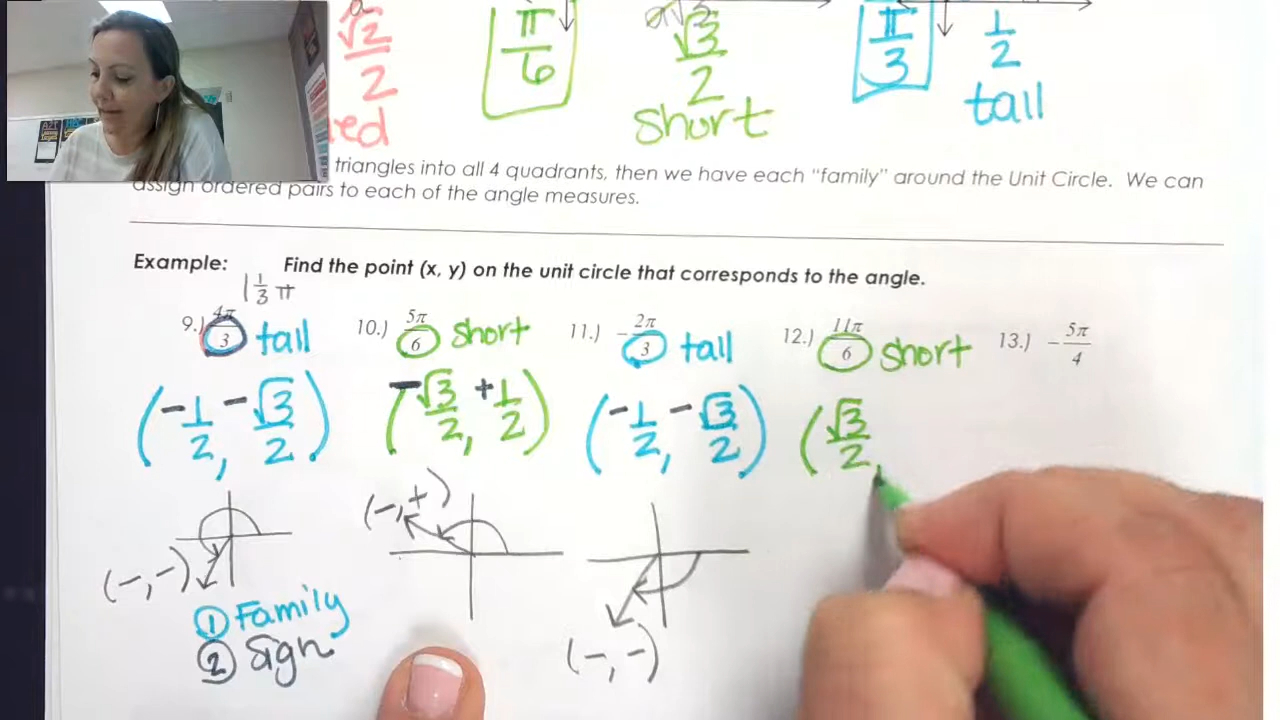 √2/2 π/6 √3/2 π/3 1/2
short tall
triangles into all 4 quadrants, then we have each "family" around the Unit Circle. We can
assign ordered pairs to each of the angle measures.
Example: Find the point (x, y) on the unit circle that corresponds to the angle.
1 1/3 π
9.) 4π/3 tall 10.) 5π/6 short 11.) -2π/3 tall 12.) 11π/6 short 13.) -5π/4
(-1/2, -√3/2) (-√3/2, +1/2) (-1/2, -√3/2) (√3/2,
(-,+)
(-,-)
① Family
② Sign
(-,-)